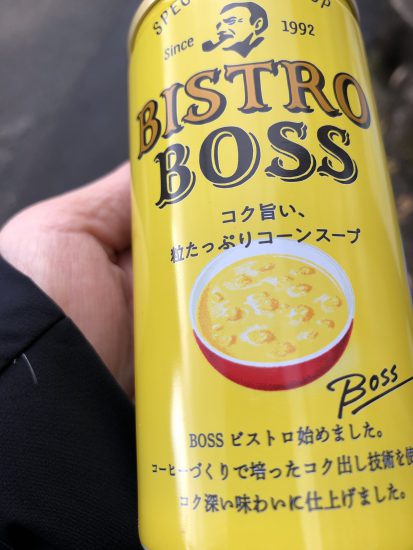 Since 1992
BISTRO
BOSS
コク旨い、
粒たっぷりコーンスープ
Boss
BOSS ビストロ始めました。
コーヒーづくりで培ったコク出し技術を使
コク深い味わいに仕上げました。